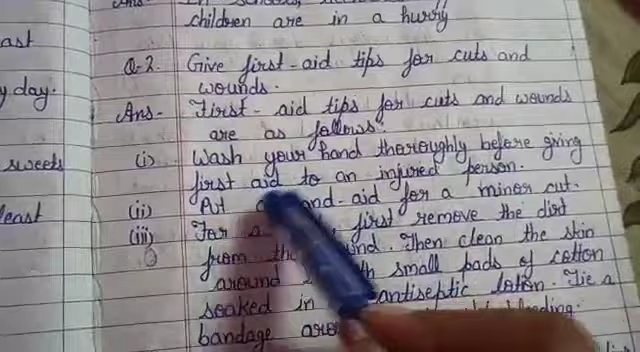 ast
y day.
sweets
least
children are in a hurry
Q-2. Give first-aid tips for cuts and
wounds.
Ans- First-aid tips for cuts and wounds
are as follows:
(i) Wash your hand thoroughly before giving
first aid to an injured person.
(ii) nd-aid for a minor cut.
(iii) For a first remove the dirt
from the nd. Then clean the skin
around small pads of cotton
soaked in antiseptic lotion. Tie a
bandage bleeding.